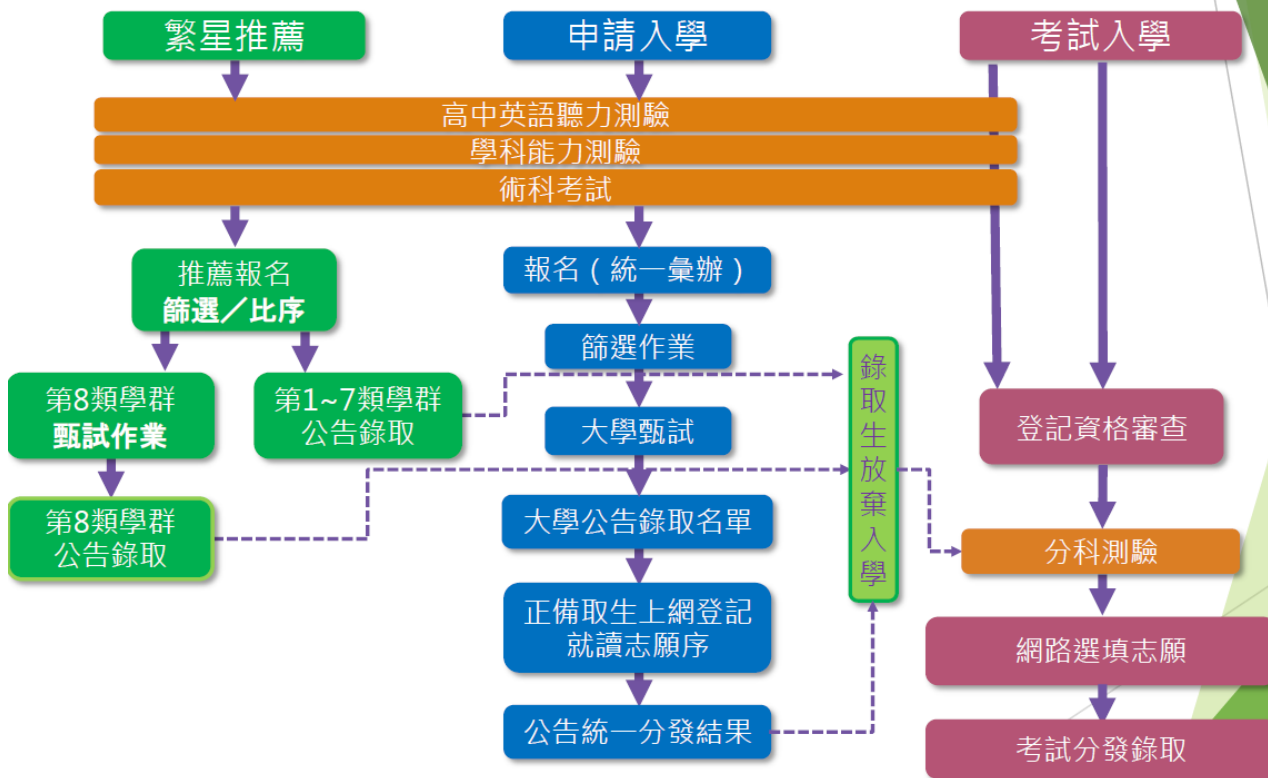 繁星推薦
申請入學
考試入學
高中英語聽力測驗
學科能力測驗
術科考試
推薦報名
篩選／比序
第8類學群
甄試作業
第1~7類學群
公告錄取
第8類學群
公告錄取
報名（統一彙辦）
篩選作業
大學甄試
大學公告錄取名單
正備取生上網登記
就讀志願序
公告統一分發結果
錄取生放棄入學
登記資格審查
分科測驗
網路選填志願
考試分發錄取